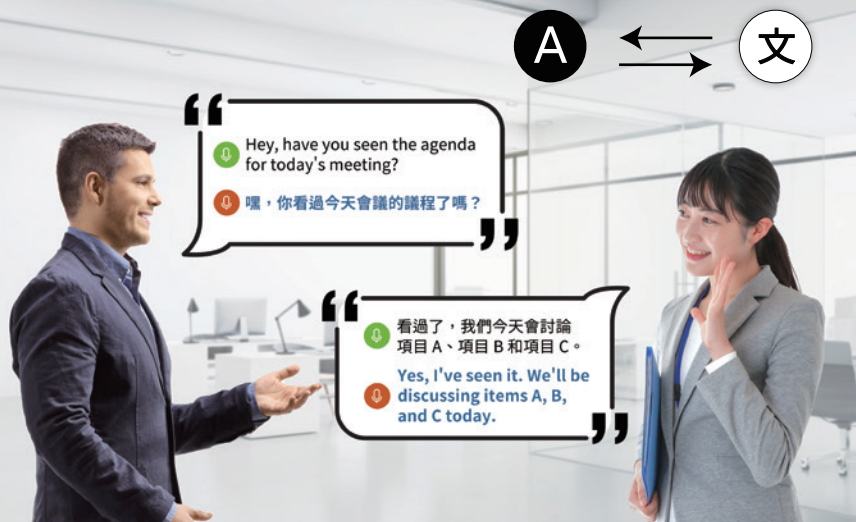 A 文
Hey, have you seen the agenda
for today's meeting?
嘿，你看過今天會議的議程了嗎？
看過了，我們今天會討論
項目 A、項目 B 和項目 C。
Yes, I've seen it. We'll be
discussing items A, B,
and C today.